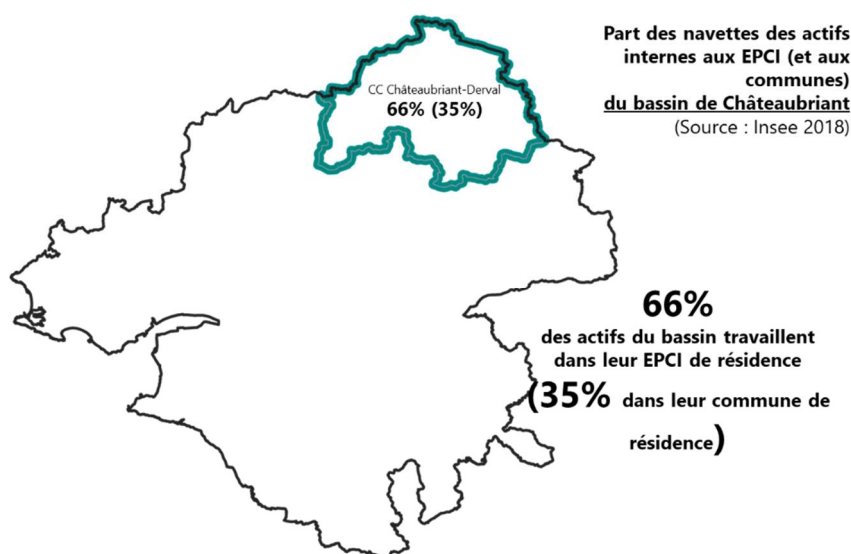 Part des navettes des actifs
internes aux EPCI (et aux
communes)
du bassin de Châteaubriant
(Source : Insee 2018)
CC Châteaubriant-Derval
66% (35%)
66%
des actifs du bassin travaillent
dans leur EPCI de résidence
(35% dans leur commune de
résidence)